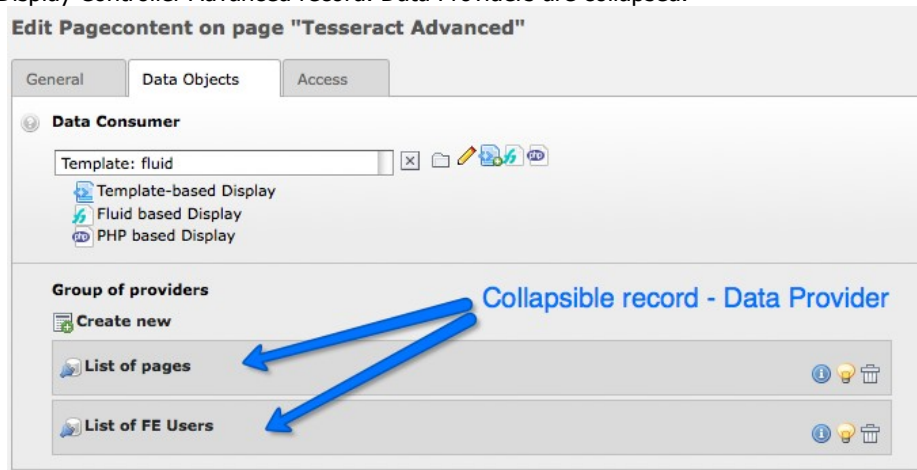 Display Controller Advanced record. Data Providers are collapsed.
Edit Pagecontent on page "Tesseract Advanced"
General Data Objects Access
Data Consumer
Template: fluid
Template-based Display
Fluid based Display
PHP based Display
Group of providers
Collapsible record - Data Provider
Create new
List of pages
List of FE Users